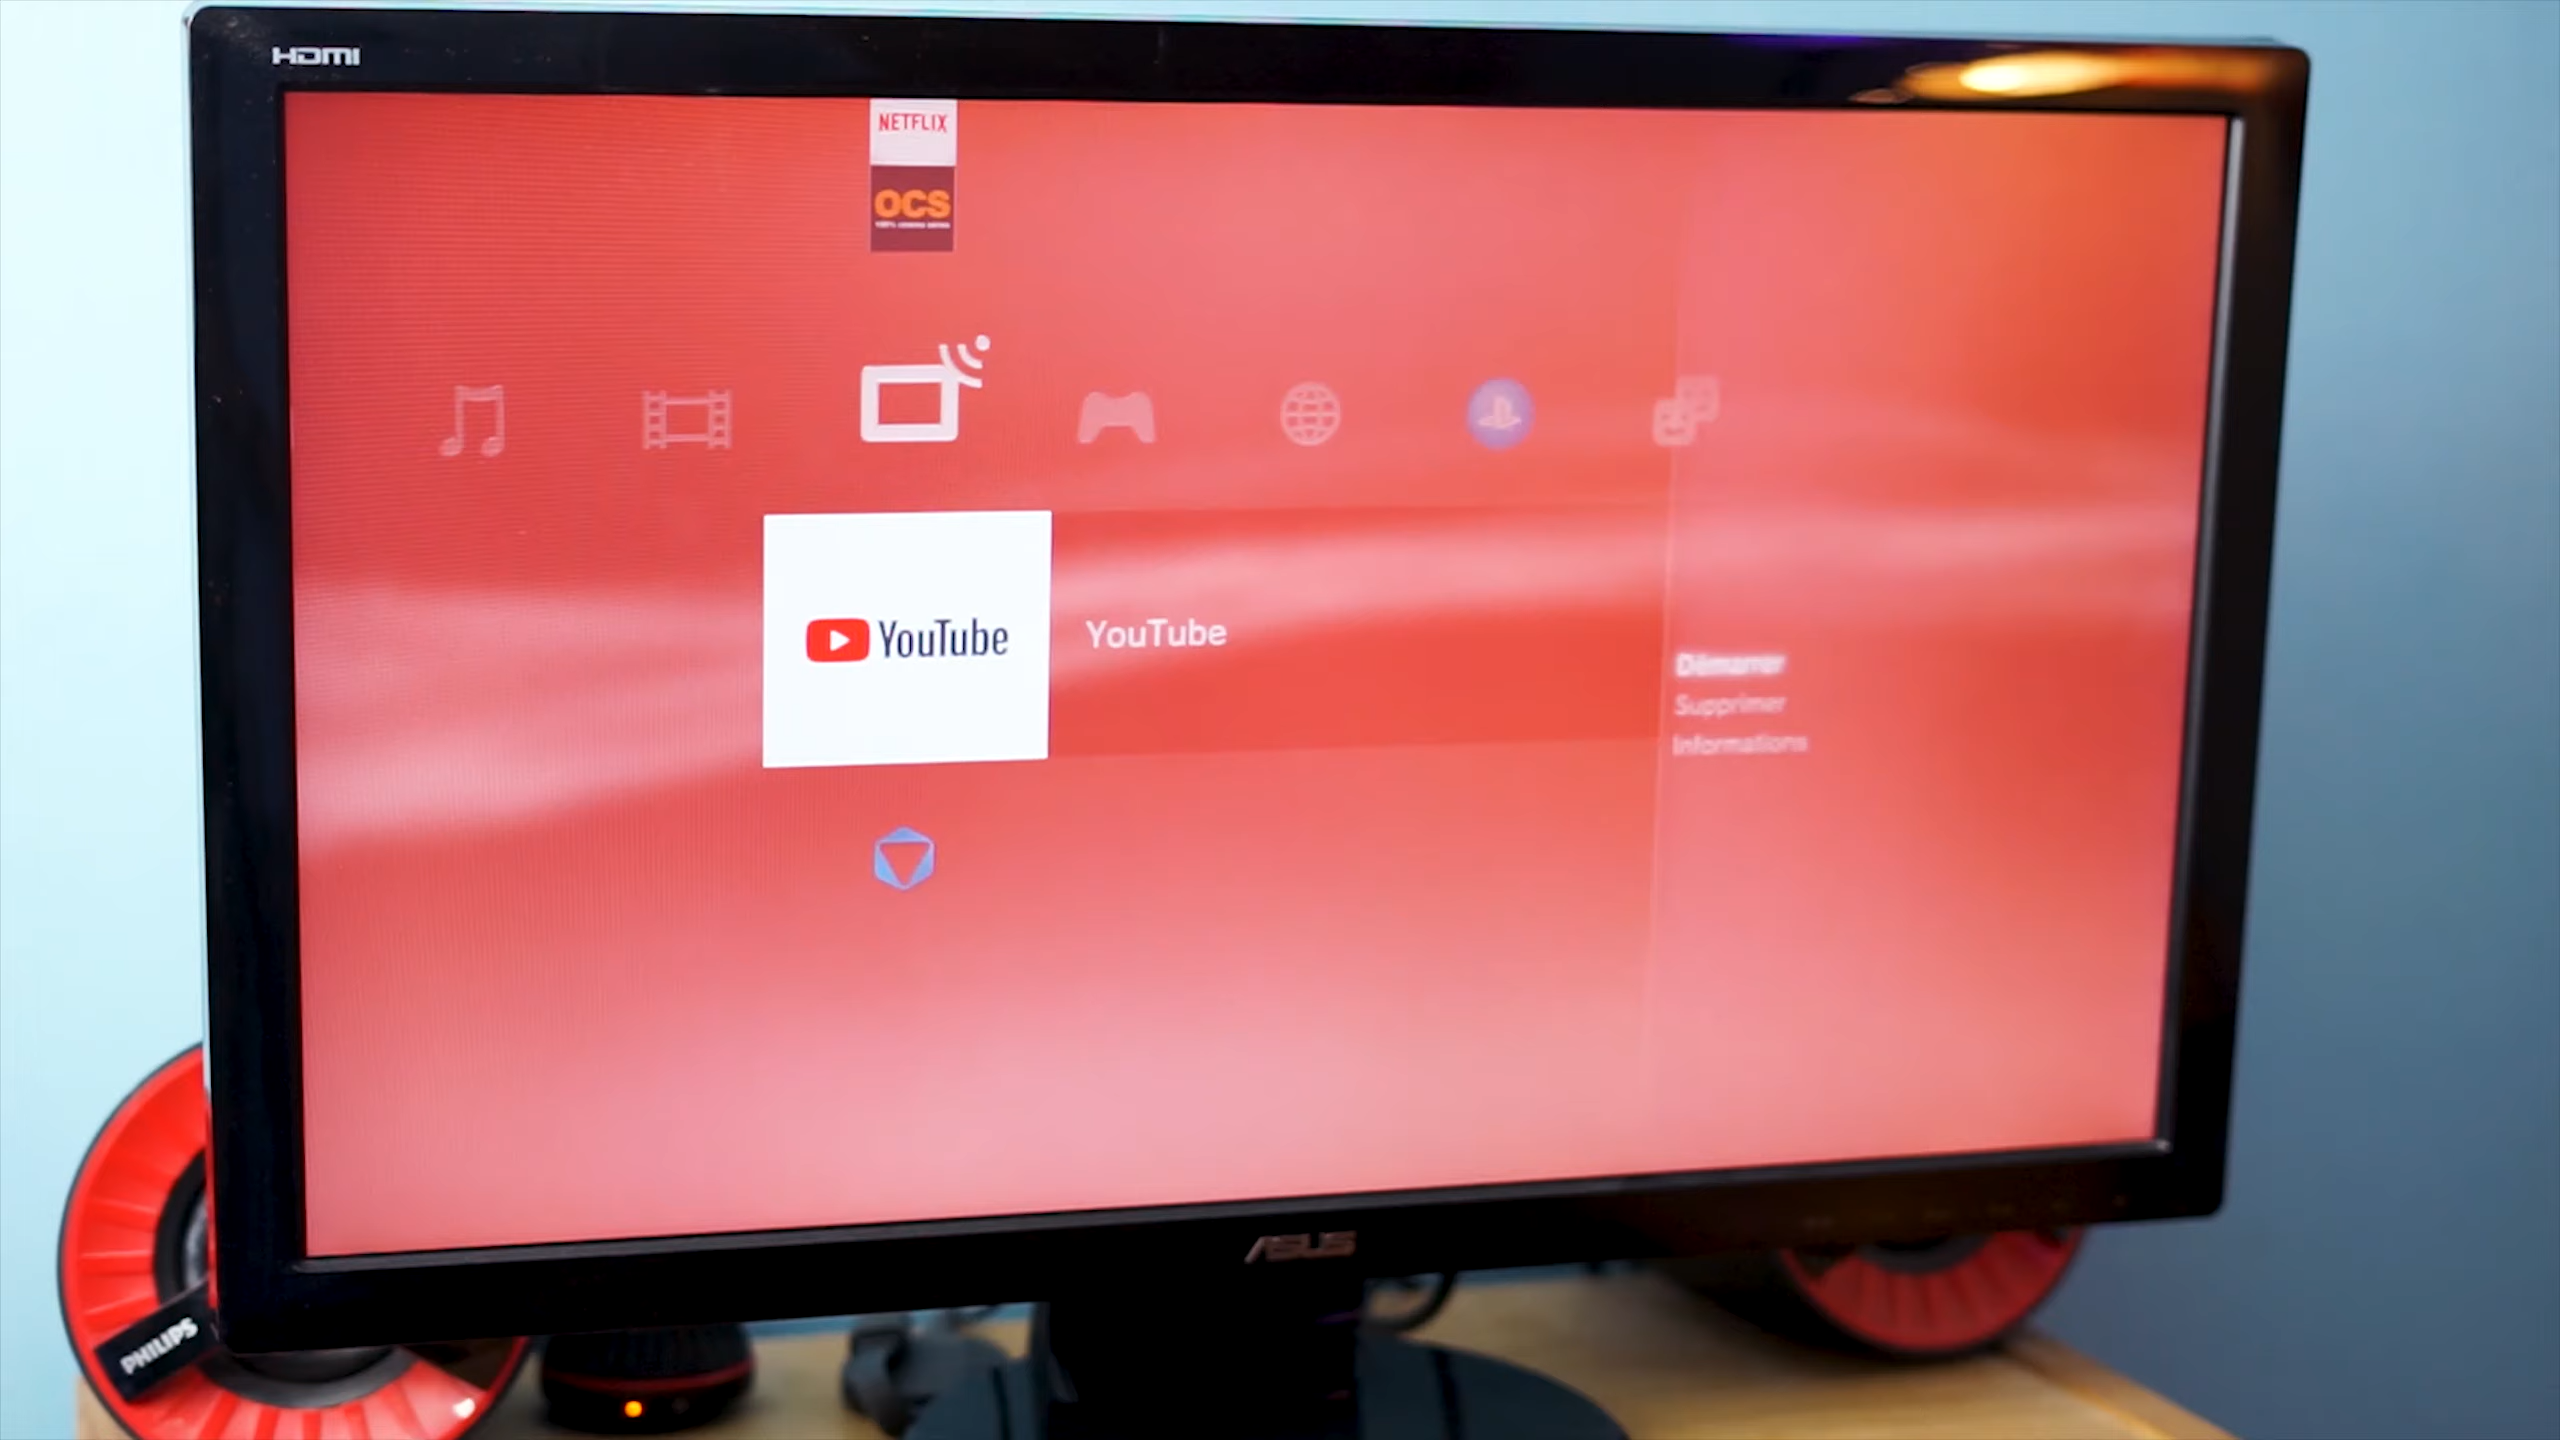 HDMI
NETFLIX
OCS
YouTube
YouTube
Démarrer
Supprimer
Informations
ASUS
PHILIPS